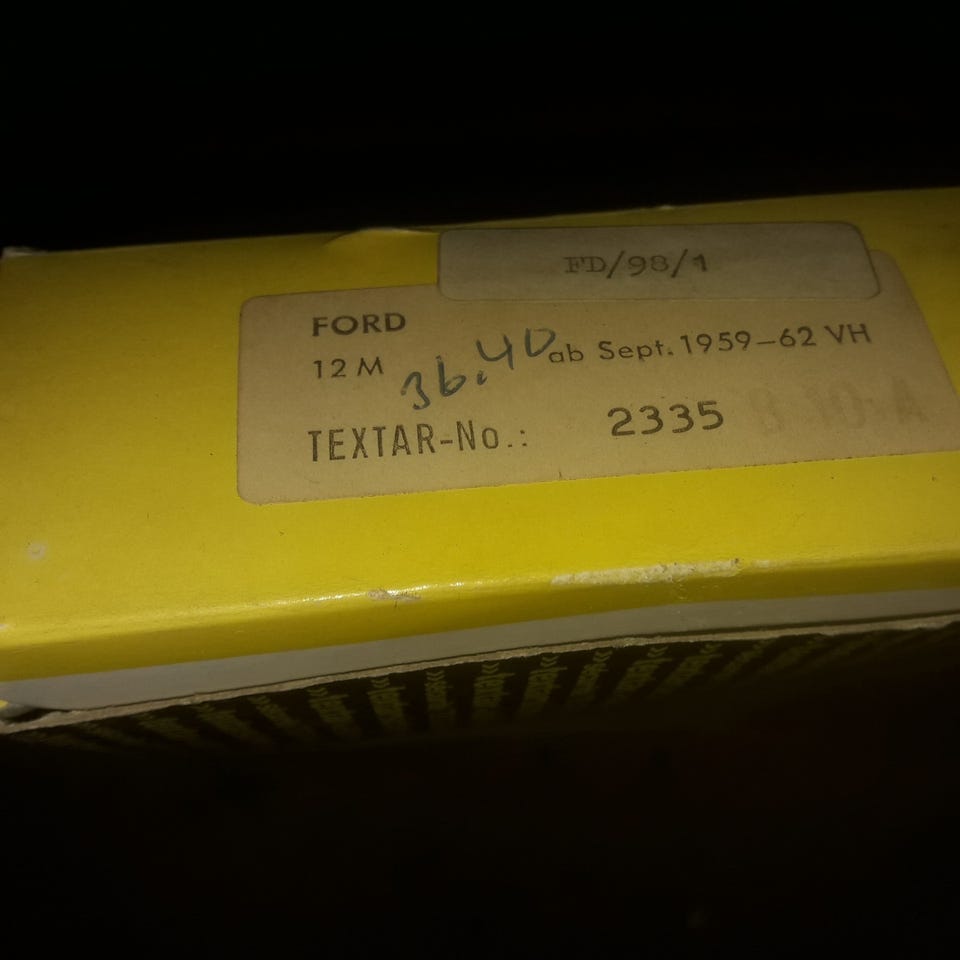 FD/98/1
FORD
12 M 36.40 ab Sept. 1959–62 VH
TEXTAR-No.: 2335